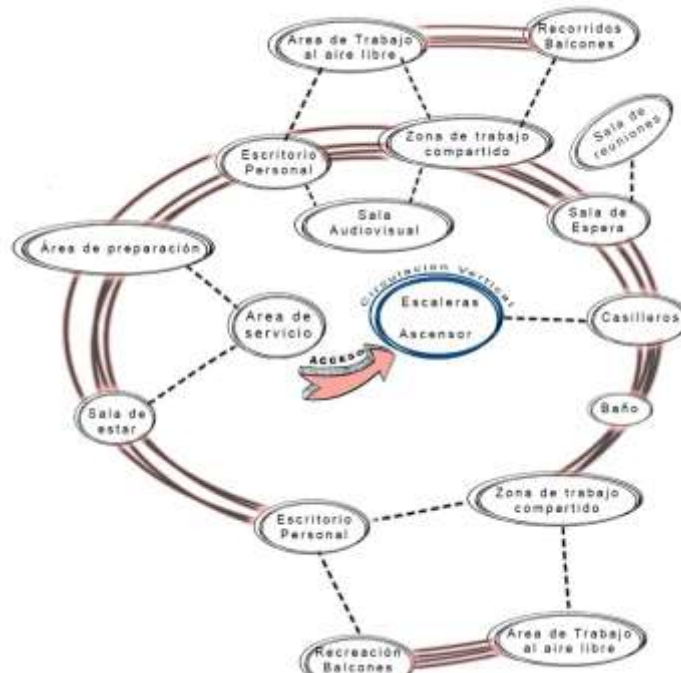 Area de Trabajo
al aire libre
Recorridos
Balcones
Sala de
reuniones
Escritorio
Personal
Zona de trabajo
compartido
Sala
Audiovisual
Sala de
Espera
Área de preparación
Circulación Vertical
Escaleras
Ascensor
Area de
servicio
Casilleros
ACCESO
Sala de
estar
Baño
Zona de trabajo
compartido
Escritorio
Personal
Area de Trabajo
al aire libre
Recreación
Balcones